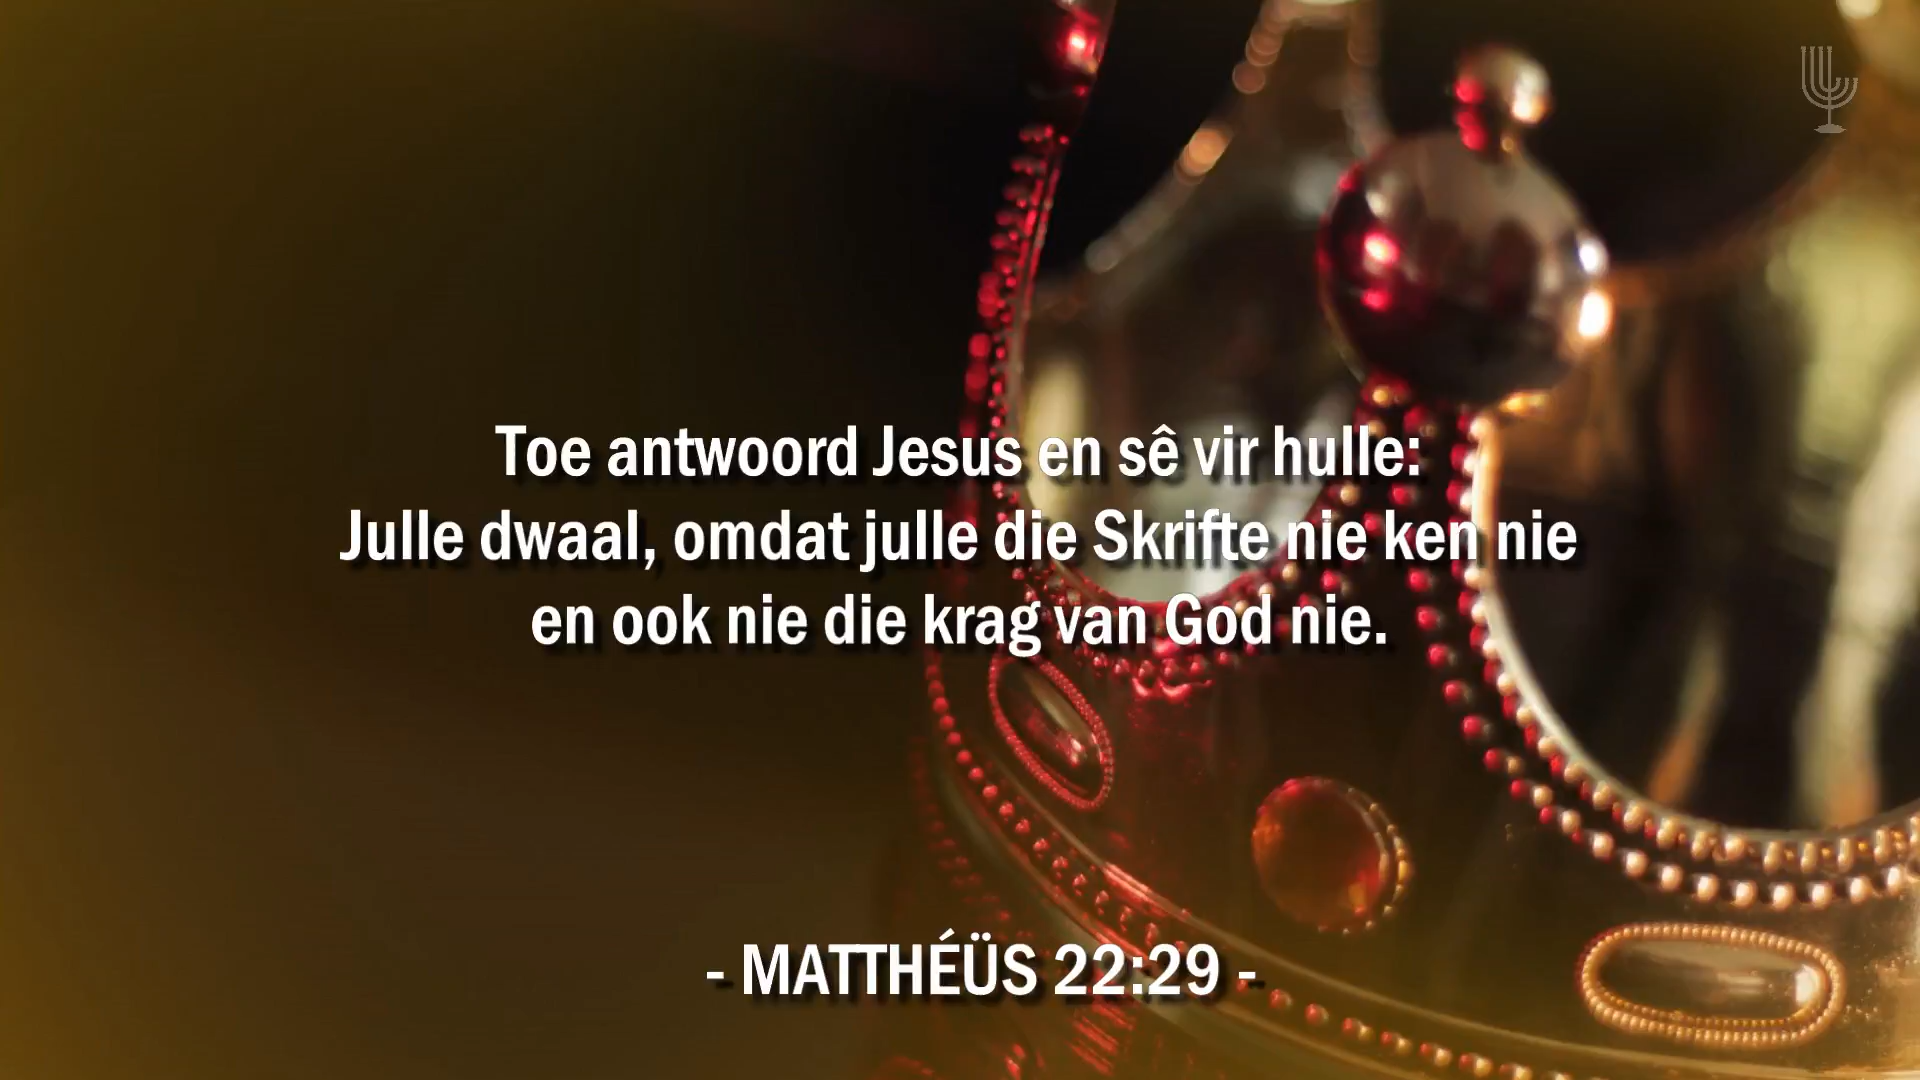 Toe antwoord Jesus en sê vir hulle:
Julle dwaal, omdat julle die Skrifte nie ken nie
en ook nie die krag van God nie.
- MATTHÉÜS 22:29 -